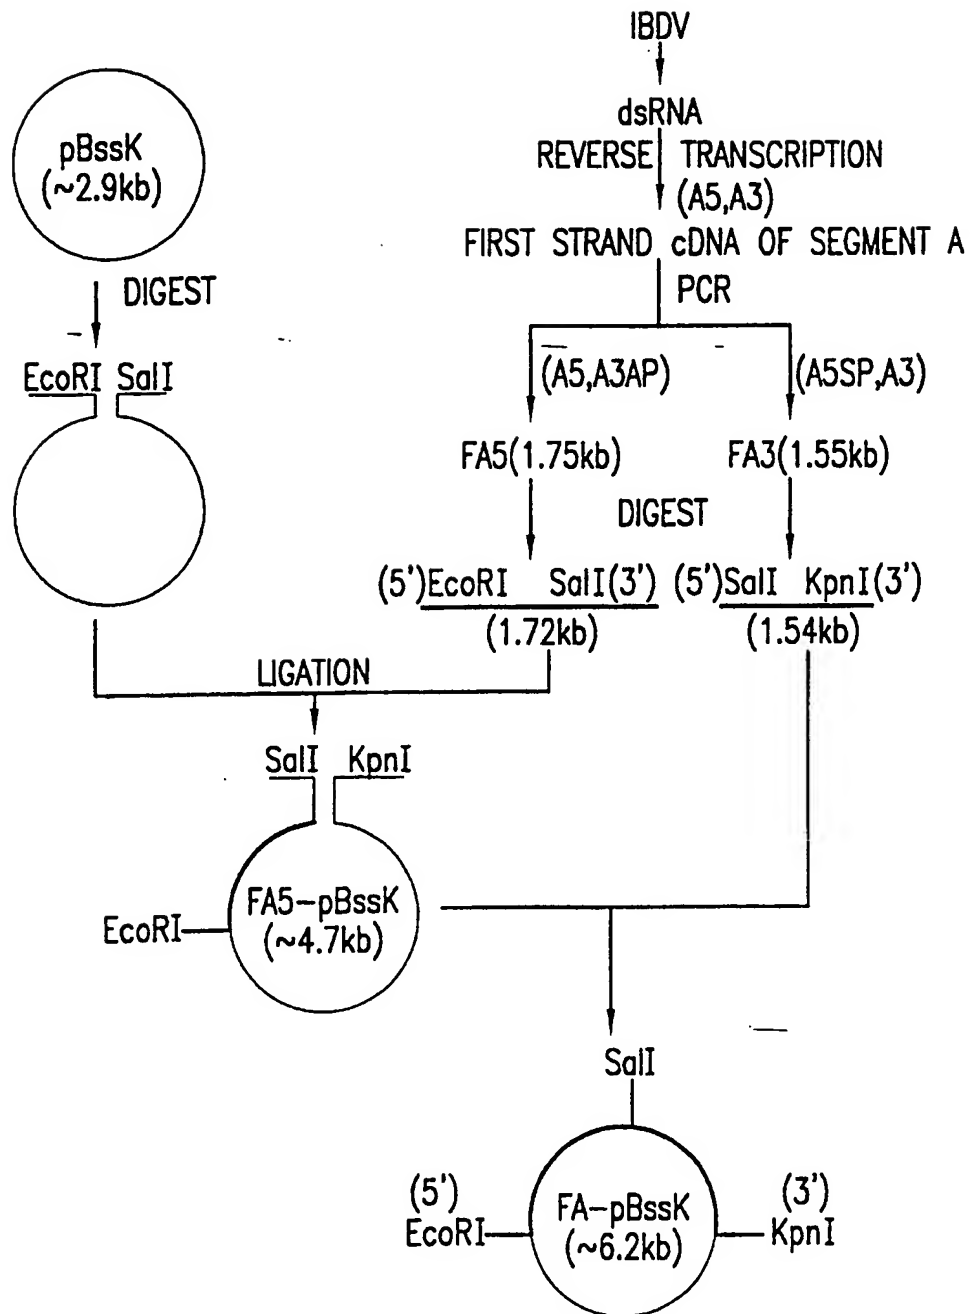 IBDV
dsRNA
REVERSE TRANSCRIPTION
(A5,A3)
FIRST STRAND cDNA OF SEGMENT A
PCR
pBssK
(~2.9kb)
DIGEST
EcoRI SalI
(A5,A3AP)
(A5SP,A3)
FA5(1.75kb)
FA3(1.55kb)
DIGEST
(5')EcoRI SalI(3')
(1.72kb)
(5')SalI KpnI(3')
(1.54kb)
LIGATION
SalI KpnI
FA5-pBssK
(~4.7kb)
EcoRI
SalI
(5')
EcoRI
FA-pBssK
(~6.2kb)
(3')
KpnI